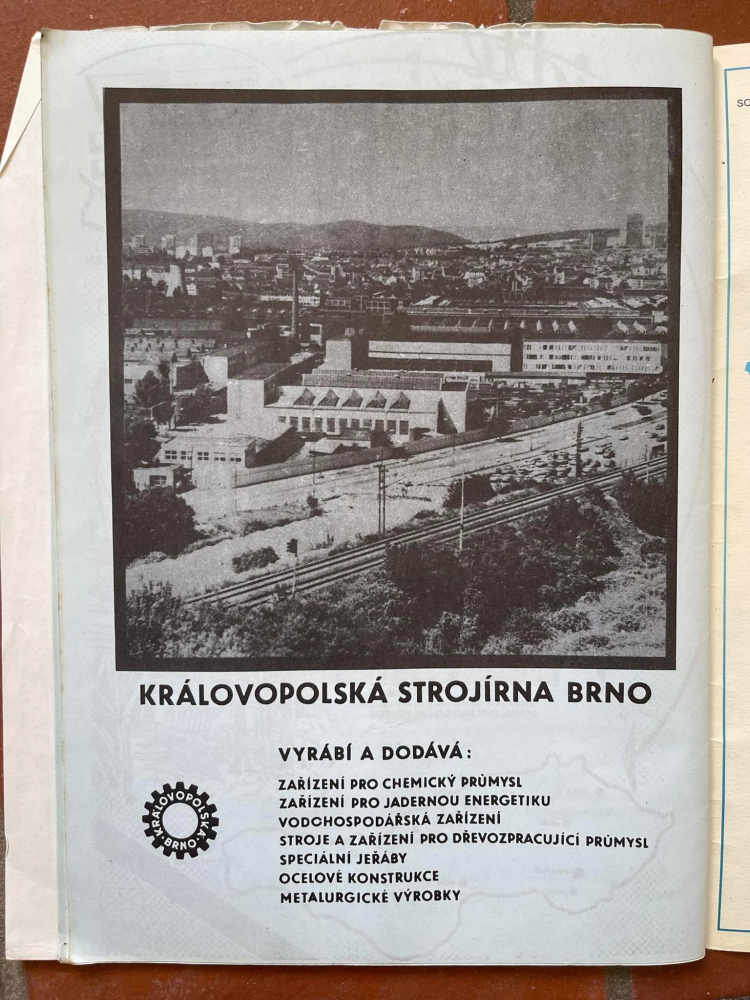 KRÁLOVOPOLSKÁ STROJÍRNA BRNO
VYRÁBÍ A DODÁVÁ:
ZAŘÍZENÍ PRO CHEMICKÝ PRŮMYSL
ZAŘÍZENÍ PRO JADERNOU ENERGETIKU
VODOHOSPODÁŘSKÁ ZAŘÍZENÍ
STROJE A ZAŘÍZENÍ PRO DŘEVOZPRACUJÍCÍ PRŮMYSL
SPECIÁLNÍ JEŘÁBY
OCELOVÉ KONSTRUKCE
METALURGICKÉ VÝROBKY
KRÁLOVOPOLSKÁ
BRNO